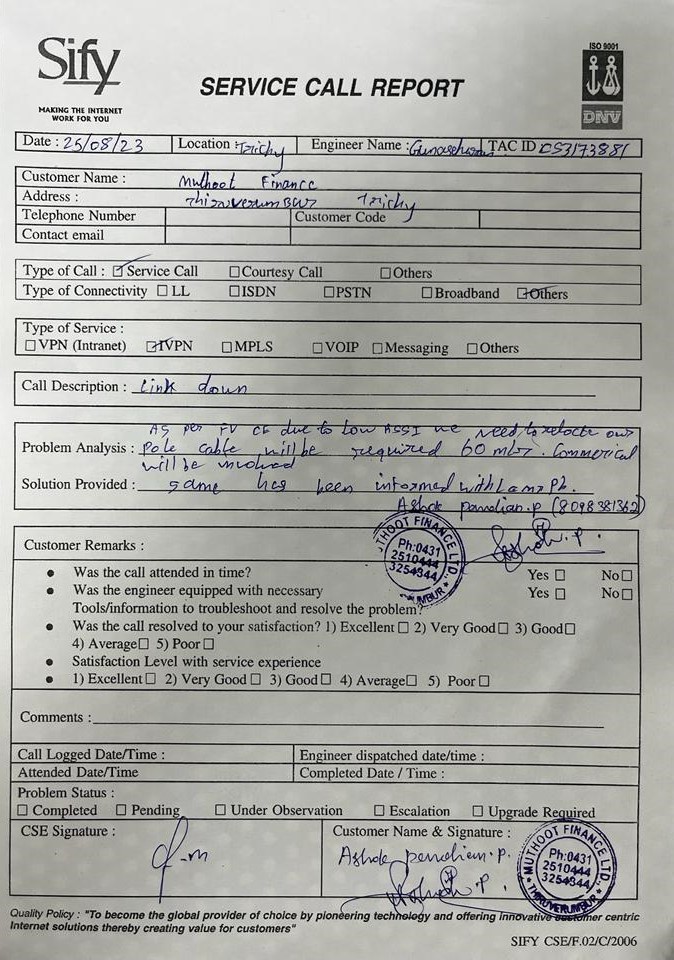 Sify
MAKING THE INTERNET
WORK FOR YOU
SERVICE CALL REPORT
ISO 9001
DNV
Date : 25/08/23 Location : Trichy Engineer Name : TAC ID CS3173881
Customer Name : Muthoot Finance
Address : Trichy
Telephone Number Customer Code
Contact email
Type of Call : Service Call Courtesy Call Others
Type of Connectivity LL ISDN PSTN Broadband Others
Type of Service :
VPN (Intranet) IVPN MPLS VOIP Messaging Others
Call Description : Link down
As per due to Low RSSI we need to our
Problem Analysis : Pole cable will be required 60 mtr. Commerical
will be involved
Solution Provided : same has been informed with
Ashok pandian.p (8098381362)
MUTHOOT FINANCE LTD.
Ph:0431
2510444
3254344
Customer Remarks :
Was the call attended in time? Yes No
Was the engineer equipped with necessary Yes No
Tools/information to troubleshoot and resolve the problem?
Was the call resolved to your satisfaction? 1) Excellent 2) Very Good 3) Good
4) Average 5) Poor
Satisfaction Level with service experience
1) Excellent 2) Very Good 3) Good 4) Average 5) Poor
Comments :
Call Logged Date/Time : Engineer dispatched date/time :
Attended Date/Time Completed Date / Time :
Problem Status :
Completed Pending Under Observation Escalation Upgrade Required
CSE Signature : Customer Name & Signature :
Ashok pandian.p.
MUTHOOT FINANCE LTD.
Ph:0431
2510444
3254344
THIRUVERUMBUR
Quality Policy : "To become the global provider of choice by pioneering technology and offering innovative customer centric
Internet solutions thereby creating value for customers"
SIFY CSE/F.02/C/2006